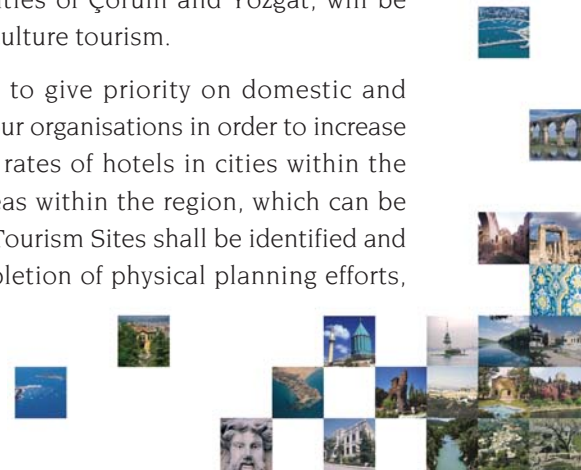 ities of Çorum and Yozgat, will be
ulture tourism.
to give priority on domestic and
ur organisations in order to increase
rates of hotels in cities within the
eas within the region, which can be
Tourism Sites shall be identified and
pletion of physical planning efforts,